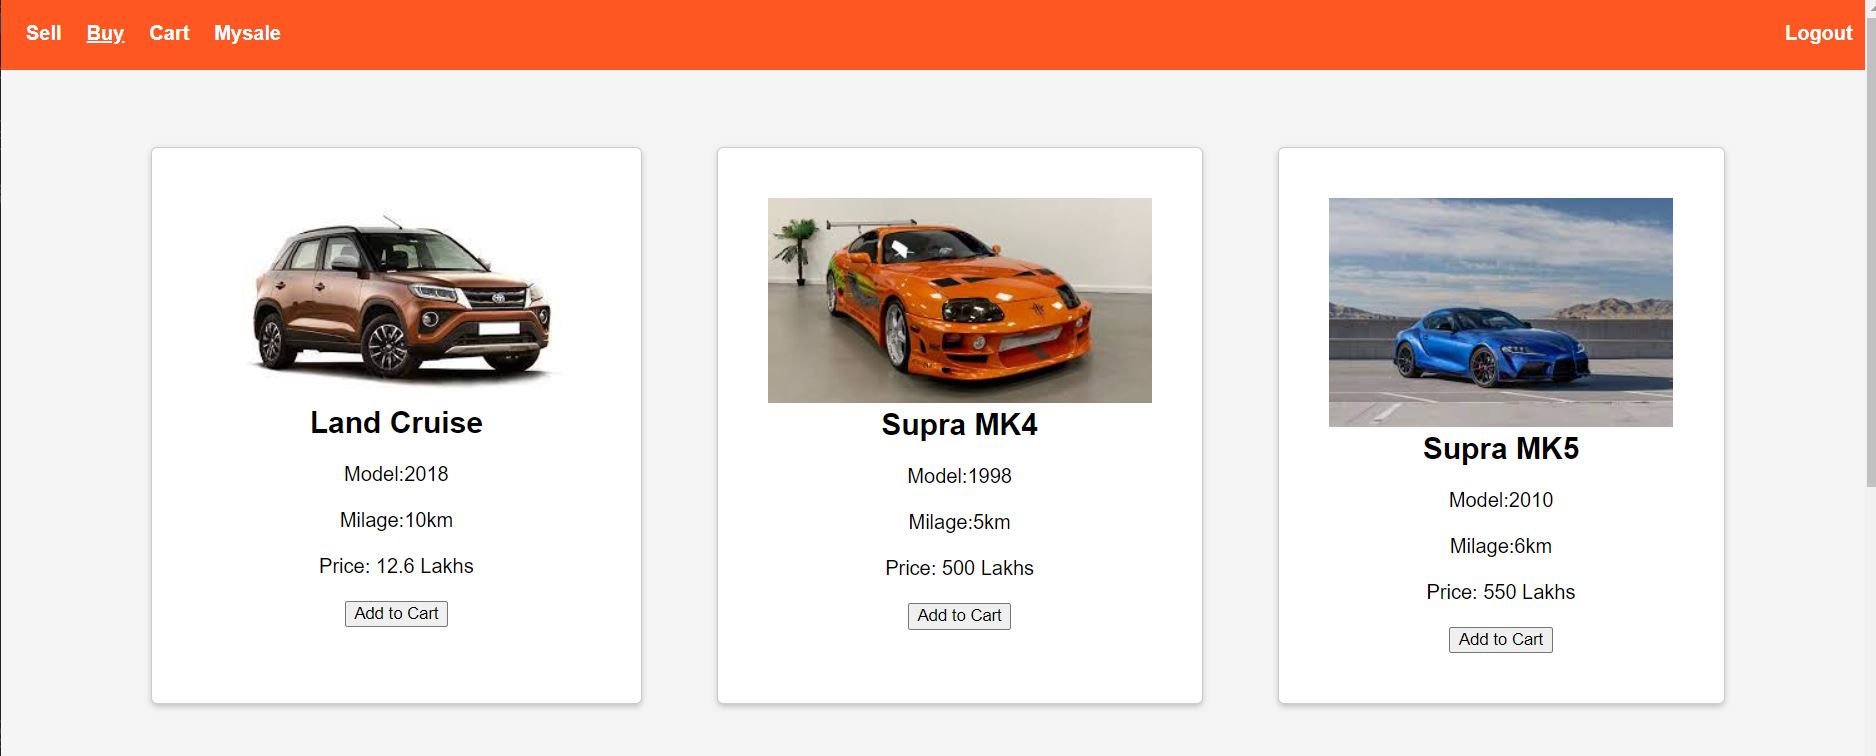 Sell Buy Cart Mysale Logout
Land Cruise
Model:2018
Milage:10km
Price: 12.6 Lakhs
Add to Cart
Supra MK4
Model:1998
Milage:5km
Price: 500 Lakhs
Add to Cart
Supra MK5
Model:2010
Milage:6km
Price: 550 Lakhs
Add to Cart